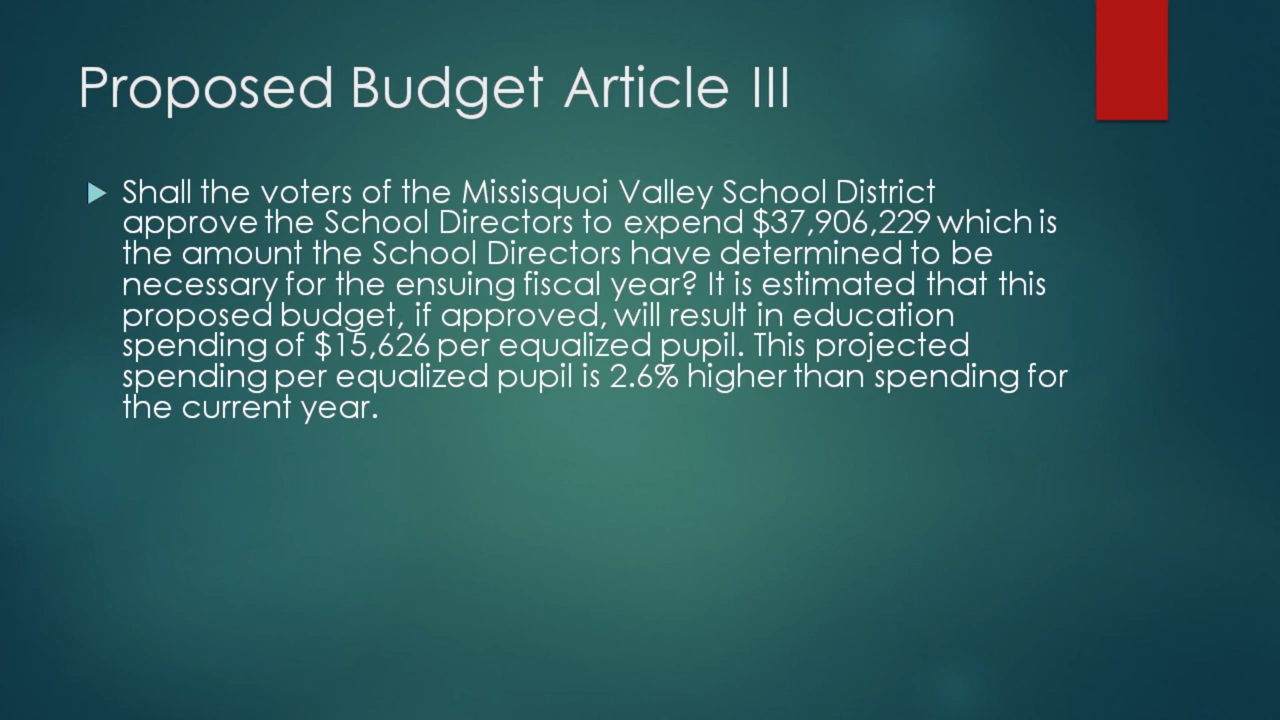 Proposed Budget Article III
Shall the voters of the Missisquoi Valley School District
approve the School Directors to expend $37,906,229 which is
the amount the School Directors have determined to be
necessary for the ensuing fiscal year? It is estimated that this
proposed budget, if approved, will result in education
spending of $15,626 per equalized pupil. This projected
spending per equalized pupil is 2.6% higher than spending for
the current year.